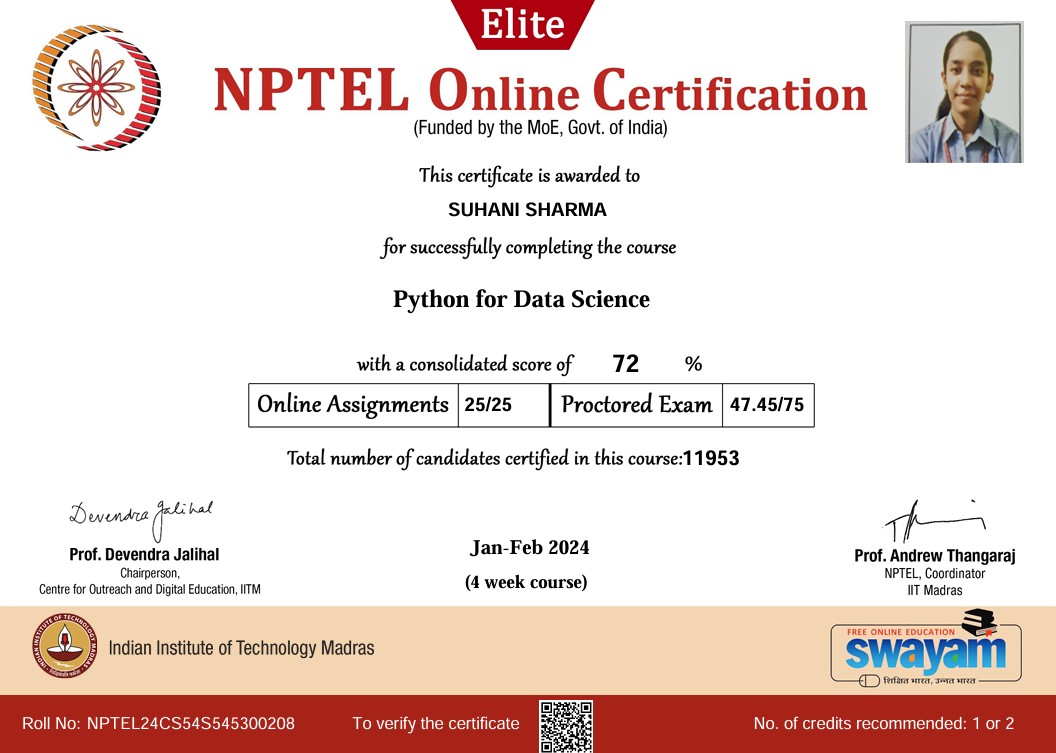 Elite
NPTEL Online Certification
(Funded by the MoE, Govt. of India)
This certificate is awarded to
SUHANI SHARMA
for successfully completing the course
Python for Data Science
with a consolidated score of 72 %
Online Assignments 25/25 Proctored Exam 47.45/75
Total number of candidates certified in this course:11953
Devendra Jalihal
Prof. Devendra Jalihal
Chairperson,
Centre for Outreach and Digital Education, IITM
Jan-Feb 2024
(4 week course)
Prof. Andrew Thangaraj
NPTEL, Coordinator
IIT Madras
INDIAN INSTITUTE OF TECHNOLOGY MADRAS
Indian Institute of Technology Madras
FREE ONLINE EDUCATION
swayam
शिक्षित भारत, उन्नत भारत
Roll No: NPTEL24CS54S545300208
To verify the certificate
No. of credits recommended: 1 or 2